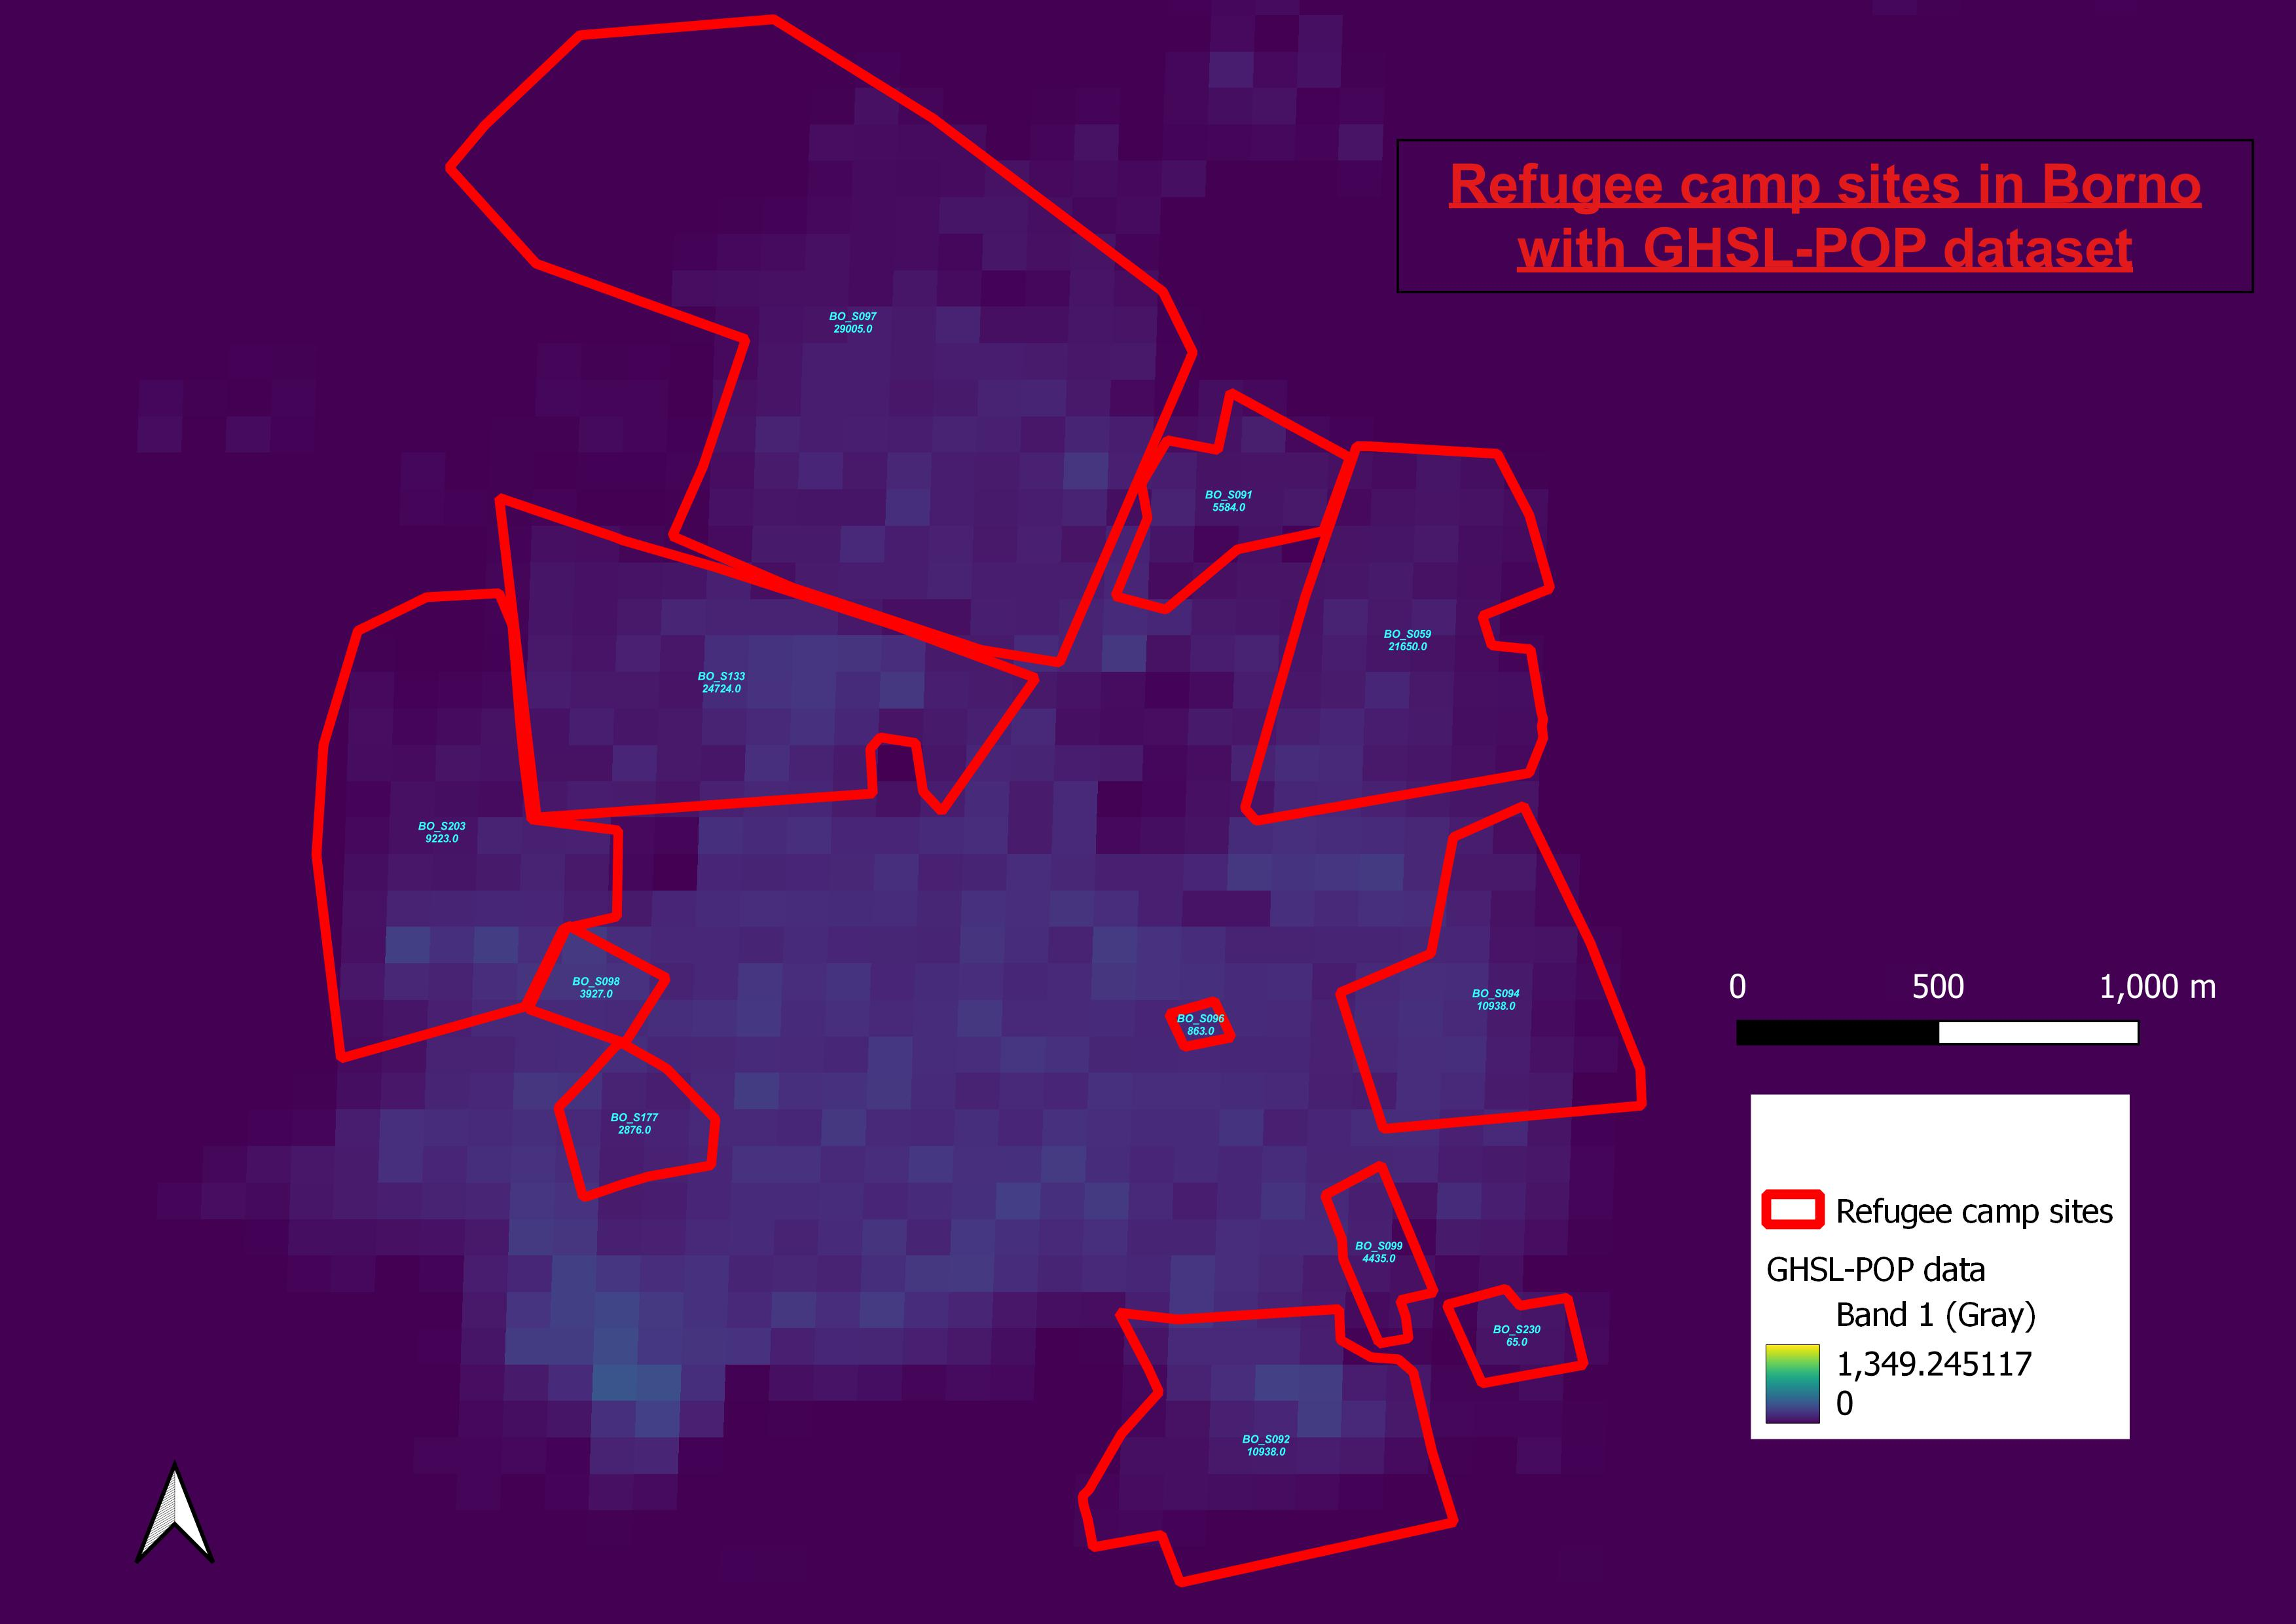 Refugee camp sites in Borno
with GHSL-POP dataset
BO_S097
29005.0
BO_S091
5584.0
BO_S059
21650.0
BO_S133
24724.0
BO_S203
9223.0
BO_S098
3927.0
BO_S094
10938.0
BO_S096
863.0
BO_S177
2876.0
BO_S099
4435.0
BO_S230
65.0
BO_S092
10938.0
0 500 1,000 m
Refugee camp sites
GHSL-POP data
Band 1 (Gray)
1,349.245117
0